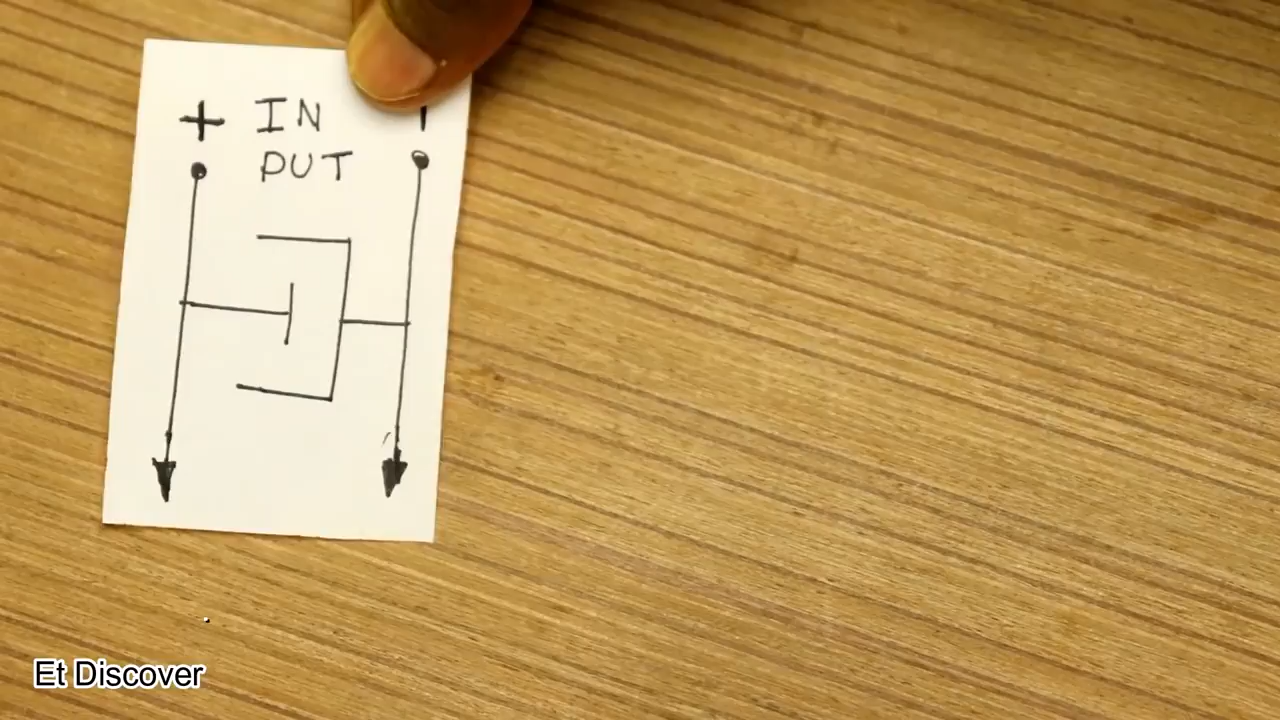 + IN -
PUT
Et Discover